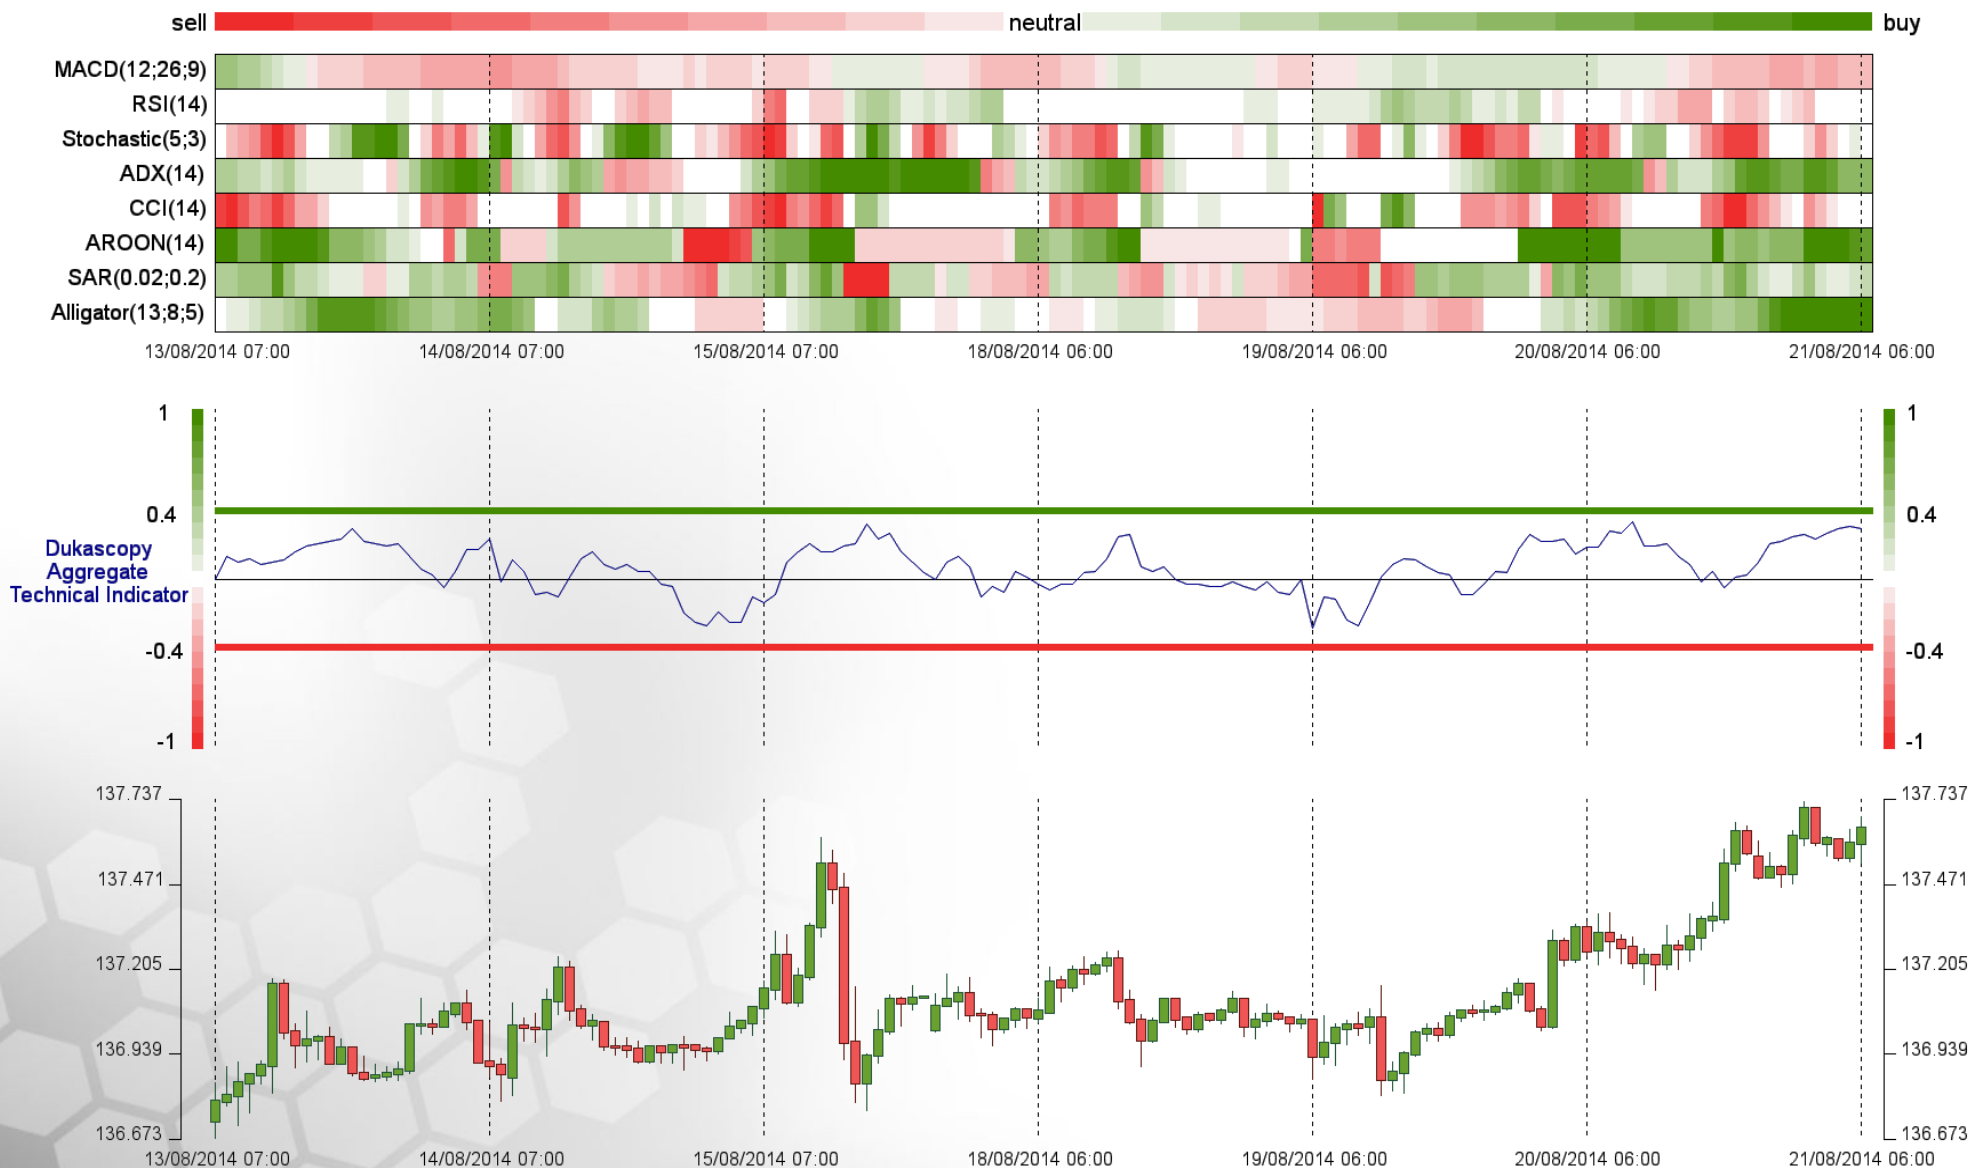 sell neutral buy
MACD(12;26;9)
RSI(14)
Stochastic(5;3)
ADX(14)
CCI(14)
AROON(14)
SAR(0.02;0.2)
Alligator(13;8;5)
13/08/2014 07:00 14/08/2014 07:00 15/08/2014 07:00 18/08/2014 06:00 19/08/2014 06:00 20/08/2014 06:00 21/08/2014 06:00
1 1
0.4 0.4
Dukascopy
Aggregate
Technical Indicator
-0.4 -0.4
-1 -1
137.737 137.737
137.471 137.471
137.205 137.205
136.939 136.939
136.673 136.673
13/08/2014 07:00 14/08/2014 07:00 15/08/2014 07:00 18/08/2014 06:00 19/08/2014 06:00 20/08/2014 06:00 21/08/2014 06:00